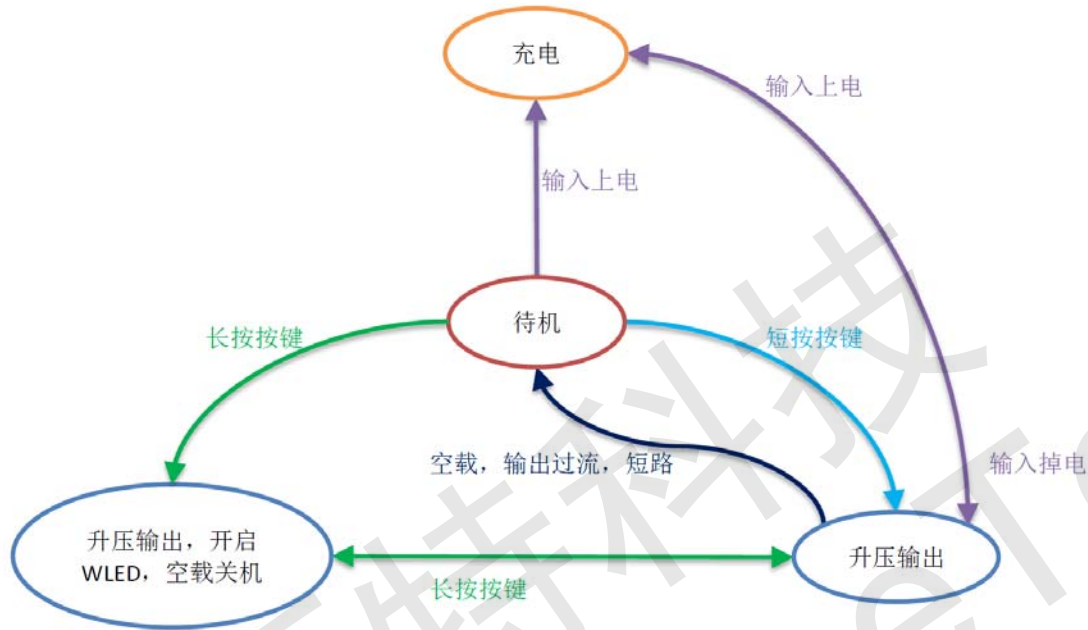 充电
输入上电
输入上电
待机
长按按键
短按按键
空载，输出过流，短路
输入掉电
升压输出，开启
WLED，空载关机
升压输出
长按按键